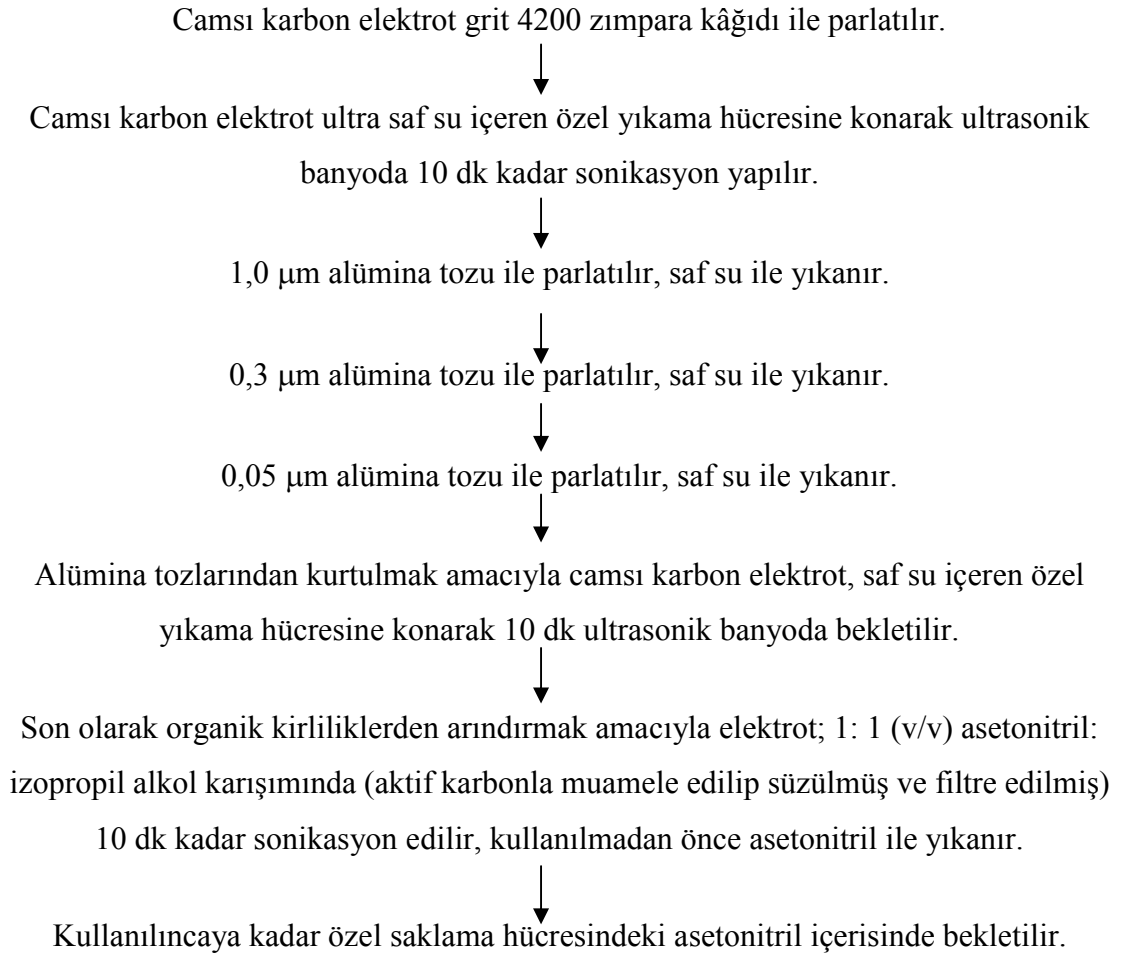 Camsı karbon elektrot grit 4200 zımpara kâğıdı ile parlatılır.
Camsı karbon elektrot ultra saf su içeren özel yıkama hücresine konarak ultrasonik
banyoda 10 dk kadar sonikasyon yapılır.
1,0 μm alümina tozu ile parlatılır, saf su ile yıkanır.
0,3 μm alümina tozu ile parlatılır, saf su ile yıkanır.
0,05 μm alümina tozu ile parlatılır, saf su ile yıkanır.
Alümina tozlarından kurtulmak amacıyla camsı karbon elektrot, saf su içeren özel
yıkama hücresine konarak 10 dk ultrasonik banyoda bekletilir.
Son olarak organik kirliliklerden arındırmak amacıyla elektrot; 1: 1 (v/v) asetonitril:
izopropil alkol karışımında (aktif karbonla muamele edilip süzülmüş ve filtre edilmiş)
10 dk kadar sonikasyon edilir, kullanılmadan önce asetonitril ile yıkanır.
Kullanılıncaya kadar özel saklama hücresindeki asetonitril içerisinde bekletilir.